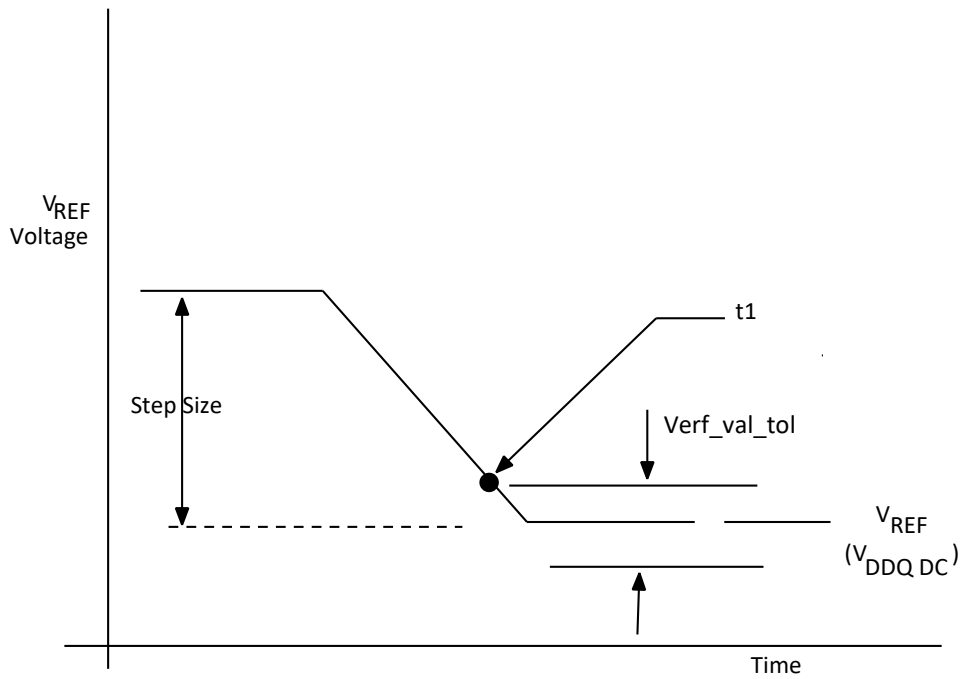 VREF
Voltage
t1
Step Size
Verf_val_tol
VREF
(VDDQ DC)
Time